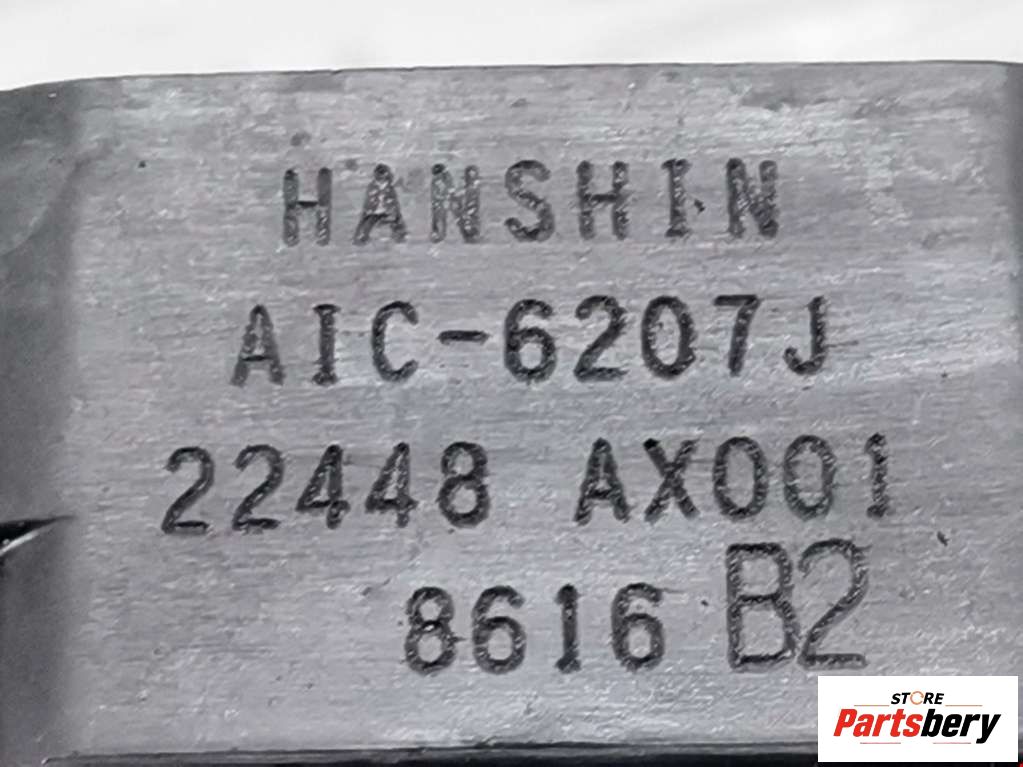 HANSHIN
AIC-6207J
22448 AX001
8616 B2
STORE
Partsbery